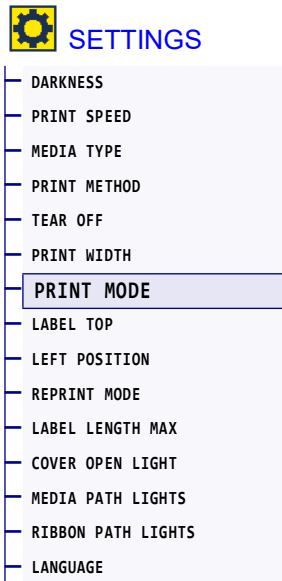 SETTINGS
DARKNESS
PRINT SPEED
MEDIA TYPE
PRINT METHOD
TEAR OFF
PRINT WIDTH
PRINT MODE
LABEL TOP
LEFT POSITION
REPRINT MODE
LABEL LENGTH MAX
COVER OPEN LIGHT
MEDIA PATH LIGHTS
RIBBON PATH LIGHTS
LANGUAGE